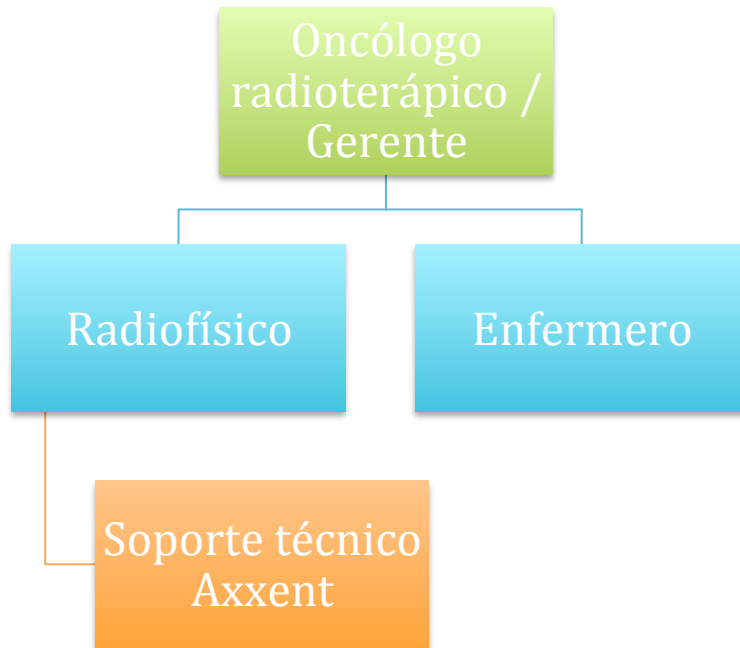 Oncólogo
radioterápico /
Gerente
Radiofísico
Enfermero
Soporte técnico
Axxent